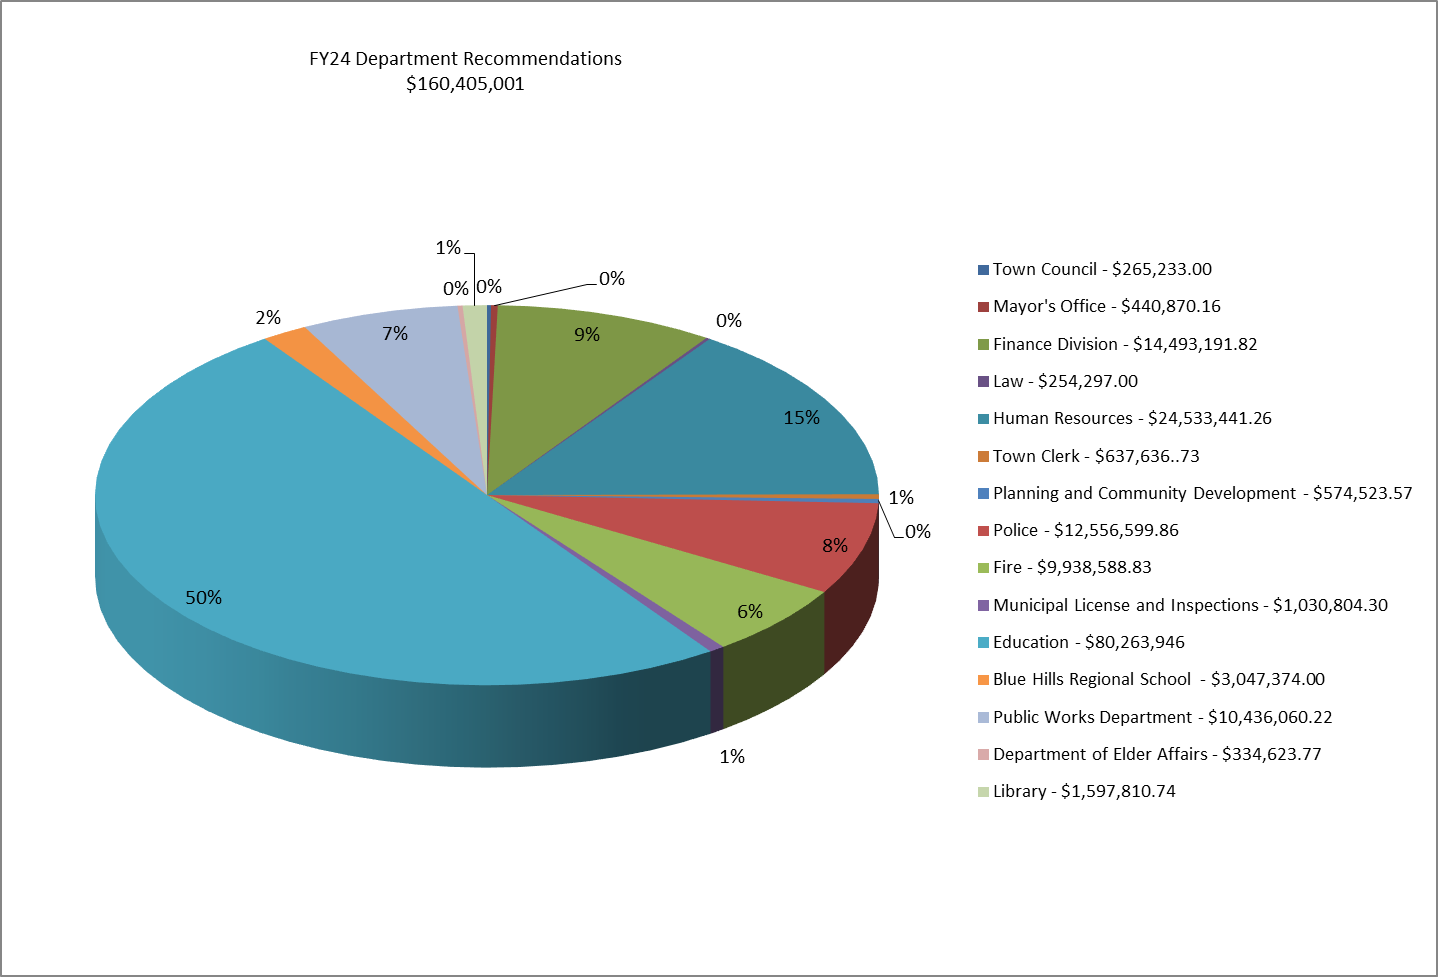 FY24 Department Recommendations
$160,405,001
1%
0%
0%
0%
2%
7%
9%
0%
15%
1%
0%
8%
6%
50%
1%
Town Council - $265,233.00
Mayor's Office - $440,870.16
Finance Division - $14,493,191.82
Law - $254,297.00
Human Resources - $24,533,441.26
Town Clerk - $637,636..73
Planning and Community Development - $574,523.57
Police - $12,556,599.86
Fire - $9,938,588.83
Municipal License and Inspections - $1,030,804.30
Education - $80,263,946
Blue Hills Regional School - $3,047,374.00
Public Works Department - $10,436,060.22
Department of Elder Affairs - $334,623.77
Library - $1,597,810.74